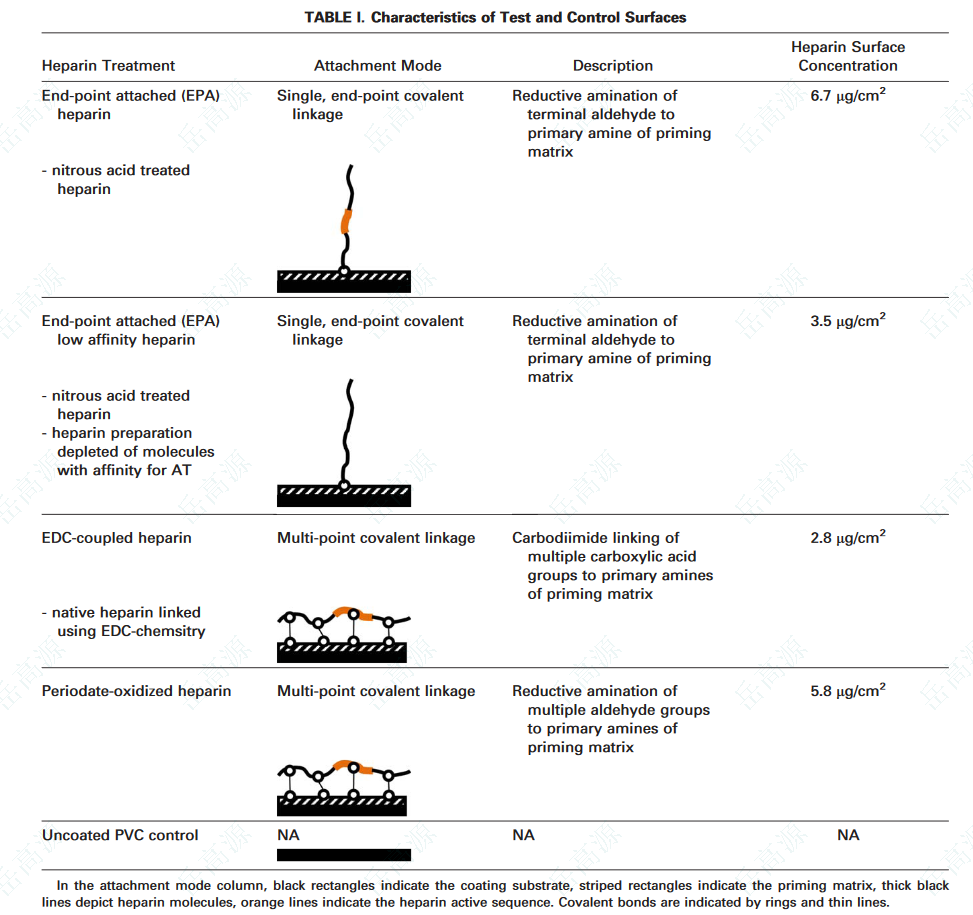 TABLE I. Characteristics of Test and Control Surfaces
Heparin Treatment
Attachment Mode
Description
Heparin Surface
Concentration
End-point attached (EPA)
heparin
- nitrous acid treated
heparin
Single, end-point covalent
linkage
Reductive amination of
terminal aldehyde to
primary amine of priming
matrix
6.7 μg/cm²
End-point attached (EPA)
low affinity heparin
- nitrous acid treated
heparin
- heparin preparation
depleted of molecules
with affinity for AT
Single, end-point covalent
linkage
Reductive amination of
terminal aldehyde to
primary amine of priming
matrix
3.5 μg/cm²
EDC-coupled heparin
- native heparin linked
using EDC-chemsitry
Multi-point covalent linkage
Carbodiimide linking of
multiple carboxylic acid
groups to primary amines
of priming matrix
2.8 μg/cm²
Periodate-oxidized heparin
Multi-point covalent linkage
Reductive amination of
multiple aldehyde groups
to primary amines of
priming matrix
5.8 μg/cm²
Uncoated PVC control
NA
NA
NA
In the attachment mode column, black rectangles indicate the coating substrate, striped rectangles indicate the priming matrix, thick black
lines depict heparin molecules, orange lines indicate the heparin active sequence. Covalent bonds are indicated by rings and thin lines.
岳高源